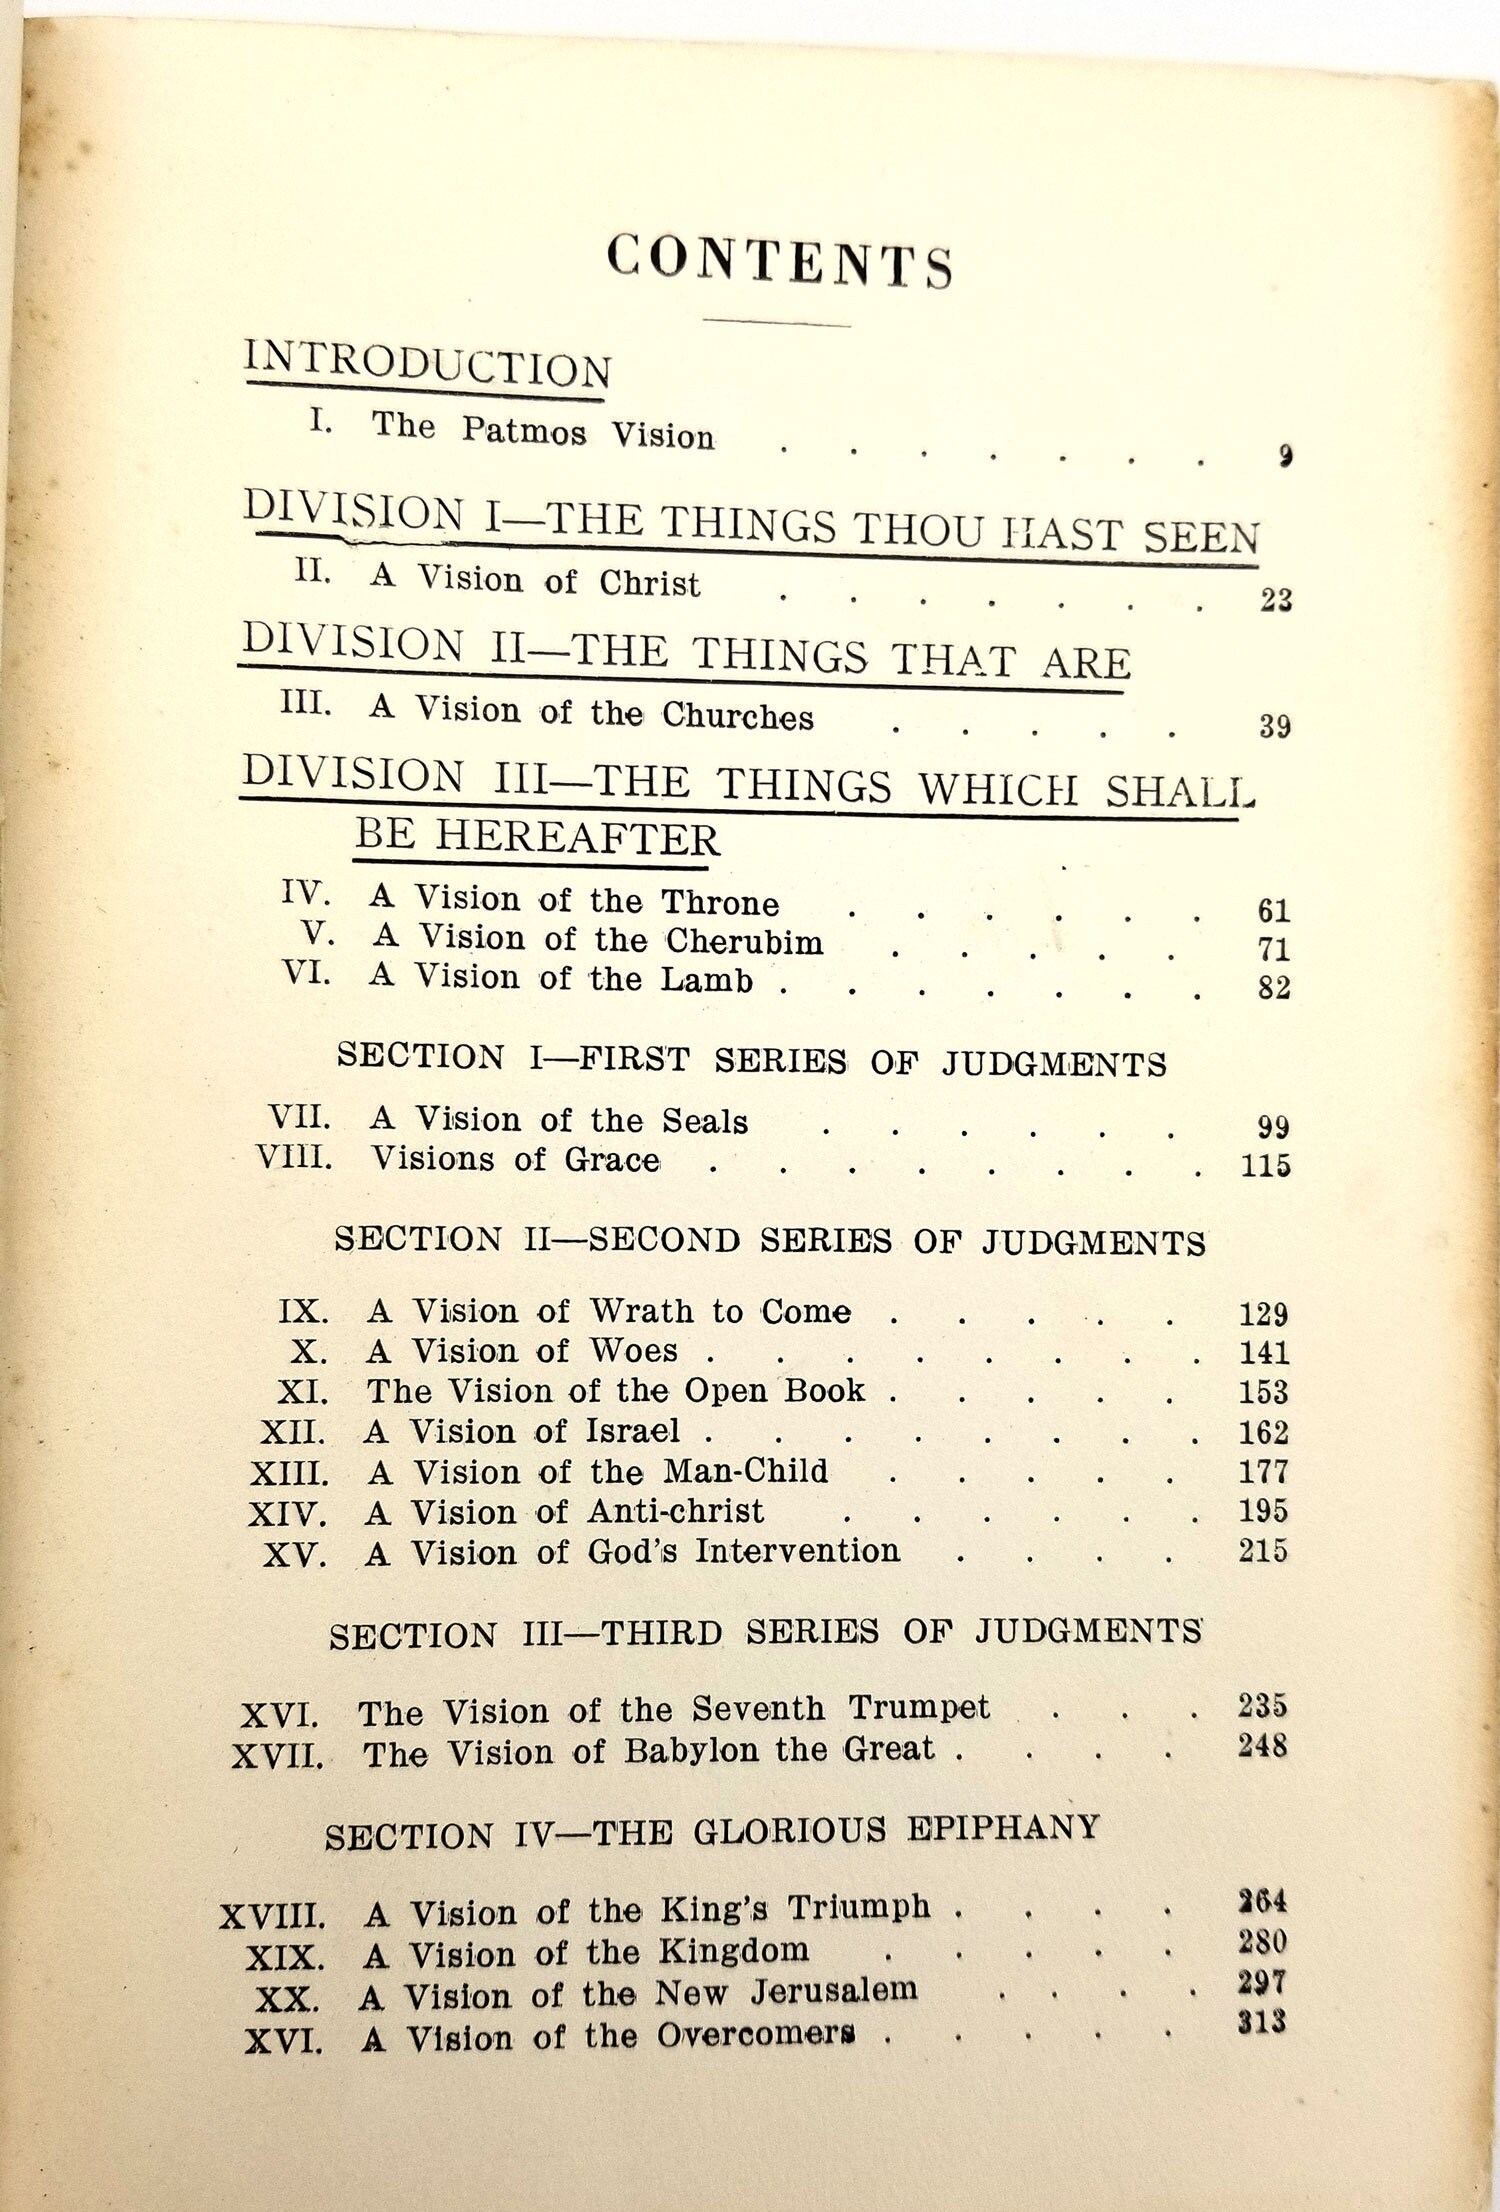 CONTENTS
INTRODUCTION
I. The Patmos Vision . . . . . . . 9
DIVISION I—THE THINGS THOU HAST SEEN
II. A Vision of Christ . . . . . . . 23
DIVISION II—THE THINGS THAT ARE
III. A Vision of the Churches . . . . . 39
DIVISION III—THE THINGS WHICH SHALL
BE HEREAFTER
IV. A Vision of the Throne . . . . . . 61
V. A Vision of the Cherubim . . . . . 71
VI. A Vision of the Lamb . . . . . . . 82
SECTION I—FIRST SERIES OF JUDGMENTS
VII. A Vision of the Seals . . . . . . 99
VIII. Visions of Grace . . . . . . . . 115
SECTION II—SECOND SERIES OF JUDGMENTS
IX. A Vision of Wrath to Come . . . . . 129
X. A Vision of Woes . . . . . . . . 141
XI. The Vision of the Open Book . . . . . 153
XII. A Vision of Israel . . . . . . . . 162
XIII. A Vision of the Man-Child . . . . . 177
XIV. A Vision of Anti-christ . . . . . . 195
XV. A Vision of God's Intervention . . . . 215
SECTION III—THIRD SERIES OF JUDGMENTS
XVI. The Vision of the Seventh Trumpet . . . 235
XVII. The Vision of Babylon the Great . . . . 248
SECTION IV—THE GLORIOUS EPIPHANY
XVIII. A Vision of the King's Triumph . . . . 264
XIX. A Vision of the Kingdom . . . . . 280
XX. A Vision of the New Jerusalem . . . . 297
XVI. A Vision of the Overcomers . . . . . 313